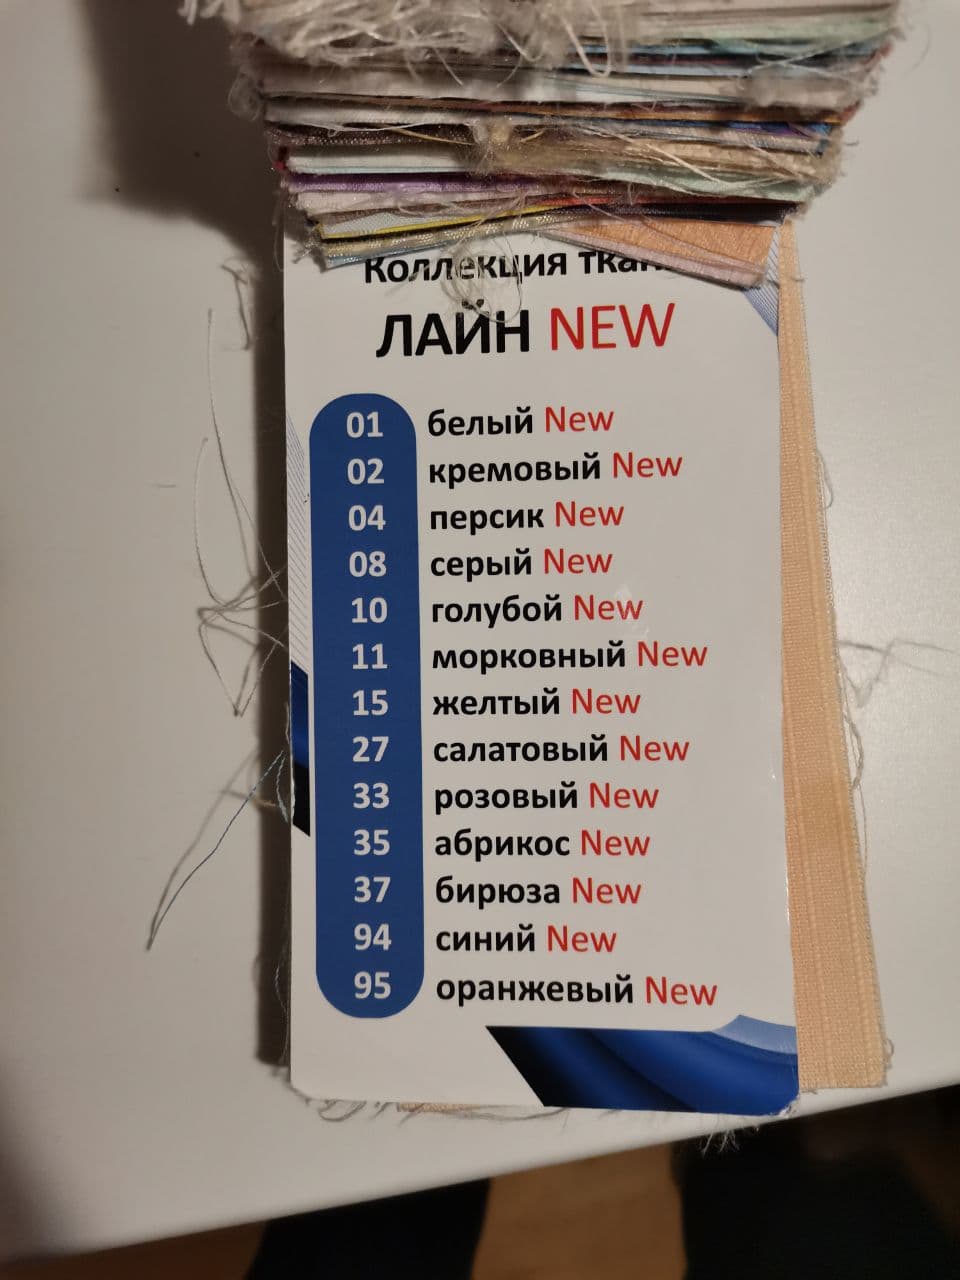 Коллекция
ЛАЙН NEW
01 белый New
02 кремовый New
04 персик New
08 серый New
10 голубой New
11 морковный New
15 желтый New
27 салатовый New
33 розовый New
35 абрикос New
37 бирюза New
94 синий New
95 оранжевый New